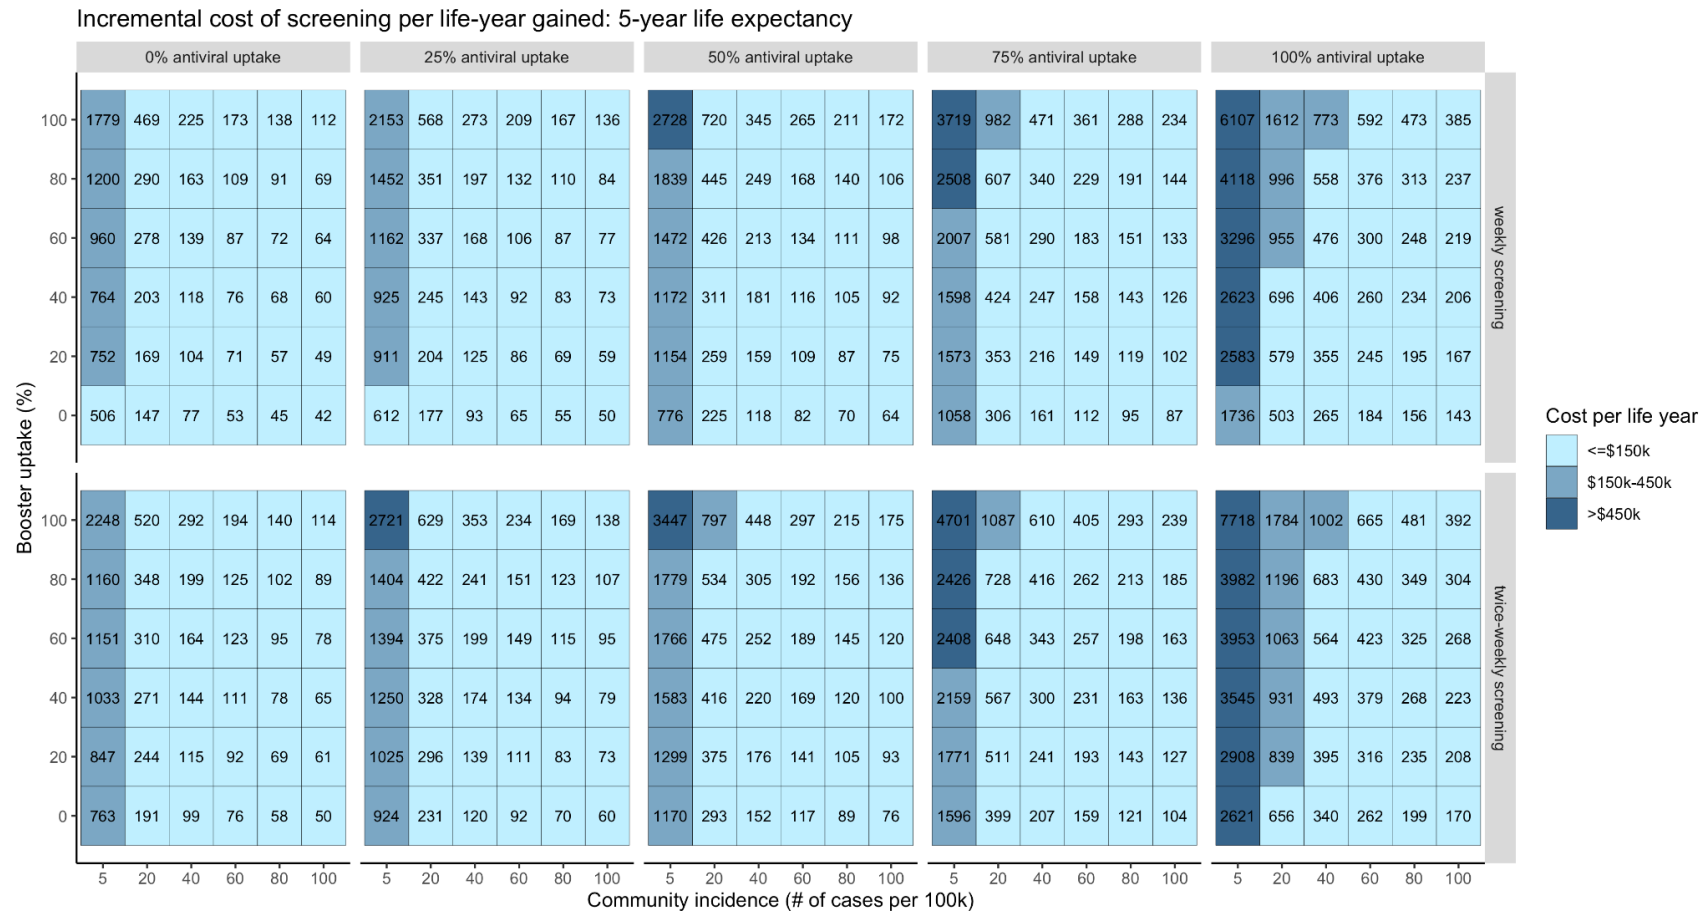 Incremental cost of screening per life-year gained: 5-year life expectancy
0% antiviral uptake 25% antiviral uptake 50% antiviral uptake 75% antiviral uptake 100% antiviral uptake
100 1779 469 225 173 138 112 2153 568 273 209 167 136 2728 720 345 265 211 172 3719 982 471 361 288 234 6107 1612 773 592 473 385
80 1200 290 163 109 91 69 1452 351 197 132 110 84 1839 445 249 168 140 106 2508 607 340 229 191 144 4118 996 558 376 313 237
60 960 278 139 87 72 64 1162 337 168 106 87 77 1472 426 213 134 111 98 2007 581 290 183 151 133 3296 955 476 300 248 219
40 764 203 118 76 68 60 925 245 143 92 83 73 1172 311 181 116 105 92 1598 424 247 158 143 126 2623 696 406 260 234 206
20 752 169 104 71 57 49 911 204 125 86 69 59 1154 259 159 109 87 75 1573 353 216 149 119 102 2583 579 355 245 195 167
0 506 147 77 53 45 42 612 177 93 65 55 50 776 225 118 82 70 64 1058 306 161 112 95 87 1736 503 265 184 156 143
weekly screening
100 2248 520 292 194 140 114 2721 629 353 234 169 138 3447 797 448 297 215 175 4701 1087 610 405 293 239 7718 1784 1002 665 481 392
80 1160 348 199 125 102 89 1404 422 241 151 123 107 1779 534 305 192 156 136 2426 728 416 262 213 185 3982 1196 683 430 349 304
60 1151 310 164 123 95 78 1394 375 199 149 115 95 1766 475 252 189 145 120 2408 648 343 257 198 163 3953 1063 564 423 325 268
40 1033 271 144 111 78 65 1250 328 174 134 94 79 1583 416 220 169 120 100 2159 567 300 231 163 136 3545 931 493 379 268 223
20 847 244 115 92 69 61 1025 296 139 111 83 73 1299 375 176 141 105 93 1771 511 241 193 143 127 2908 839 395 316 235 208
0 763 191 99 76 58 50 924 231 120 92 70 60 1170 293 152 117 89 76 1596 399 207 159 121 104 2621 656 340 262 199 170
twice-weekly screening
5 20 40 60 80 100 5 20 40 60 80 100 5 20 40 60 80 100 5 20 40 60 80 100 5 20 40 60 80 100
Community incidence (# of cases per 100k)
Booster uptake (%)
Cost per life year
<=$150k
$150k-450k
>$450k